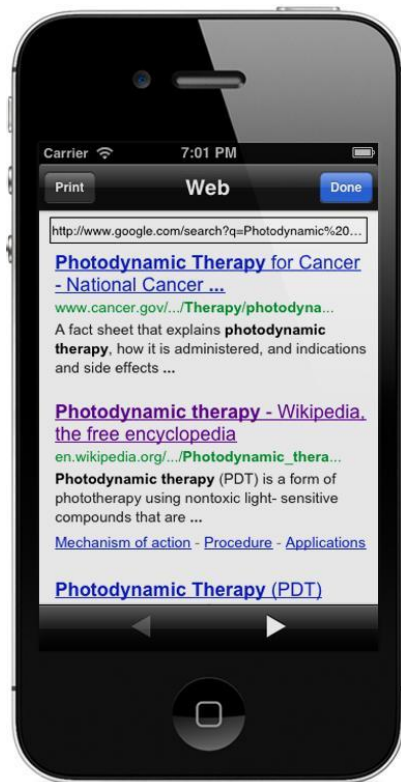 Carrier 7:01 PM
Print Web Done
http://www.google.com/search?q=Photodynamic%20...
Photodynamic Therapy for Cancer
- National Cancer ...
www.cancer.gov/.../Therapy/photodyna...
A fact sheet that explains photodynamic
therapy, how it is administered, and indications
and side effects ...
Photodynamic therapy - Wikipedia,
the free encyclopedia
en.wikipedia.org/.../Photodynamic_thera...
Photodynamic therapy (PDT) is a form of
phototherapy using nontoxic light- sensitive
compounds that are ...
Mechanism of action - Procedure - Applications
Photodynamic Therapy (PDT)